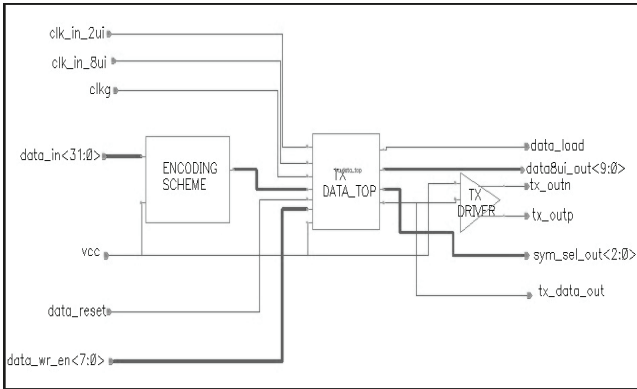 clk_in_2ui
clk_in_8ui
clkg
data_in<31:0>
ENCODING
SCHEME
TX
DATA_TOP
data_load
data8ui_out<9:0>
tx_outn
TX
DRIVER
tx_outp
vcc
sym_sel_out<2:0>
data_reset
tx_data_out
data_wr_en<7:0>